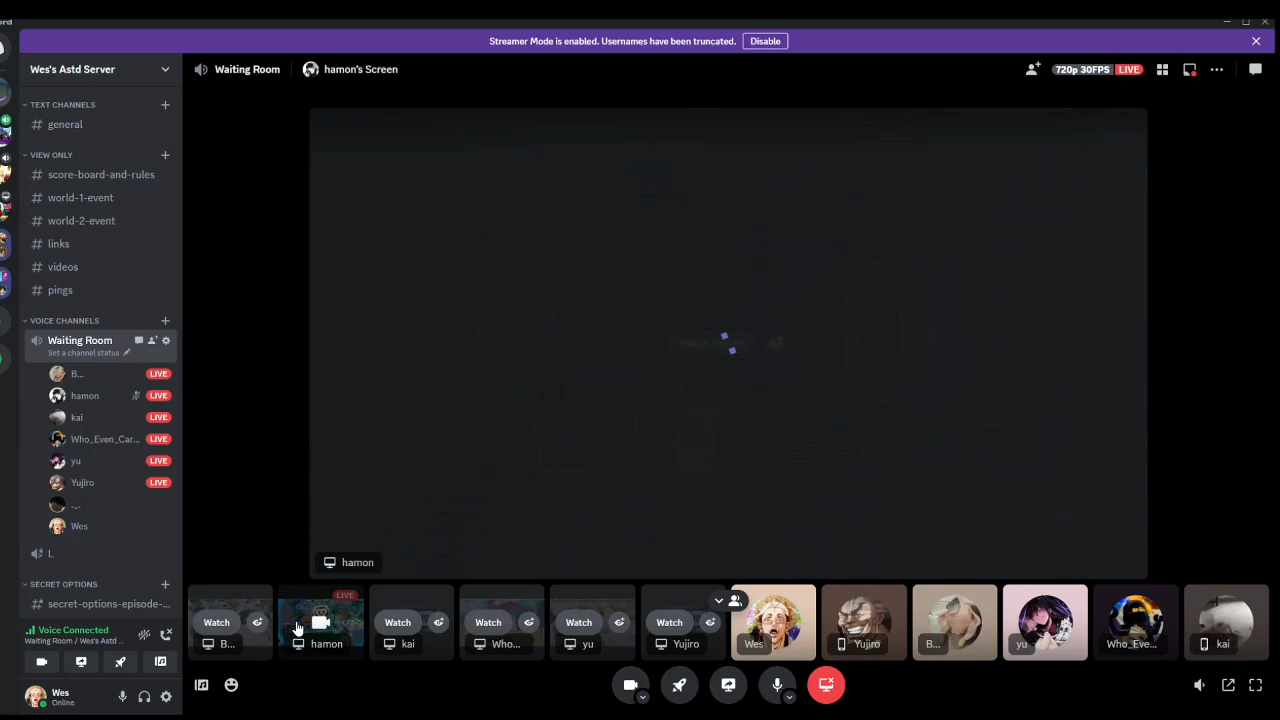 Streamer Mode is enabled. Usernames have been truncated. Disable
Wes's Astd Server
Waiting Room hamon's Screen 720p 30FPS LIVE
TEXT CHANNELS
general
VIEW ONLY
score-board-and-rules
world-1-event
world-2-event
links
videos
pings
VOICE CHANNELS
Waiting Room
Set a channel status
B... LIVE
hamon LIVE
kai LIVE
Who_Even_Car... LIVE
yu LIVE
Yujiro LIVE
._.
Wes
L
SECRET OPTIONS
secret-options-episode-...
Voice Connected
Waiting Room / Wes's Astd ...
Wes
Online
hamon
LIVE
Watch Watch Watch Watch Watch
B... hamon kai Who... yu Yujiro Wes Yujiro B... yu Who_Eve... kai